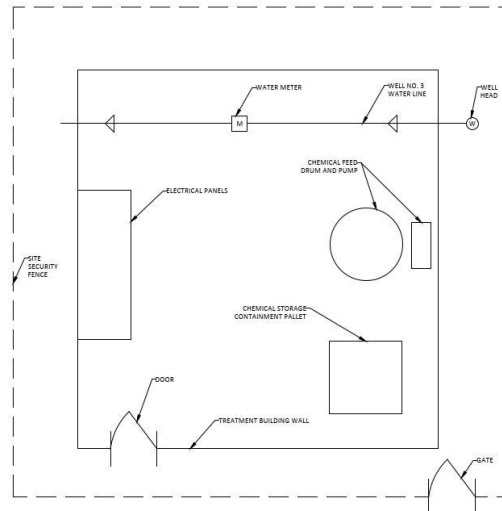 WATER METER
WELL NO. 3
WATER LINE
WELL
HEAD
M
W
CHEMICAL FEED
DRUM AND PUMP
ELECTRICAL PANELS
SITE
SECURITY
FENCE
CHEMICAL STORAGE
CONTAINMENT PALLET
DOOR
TREATMENT BUILDING WALL
GATE